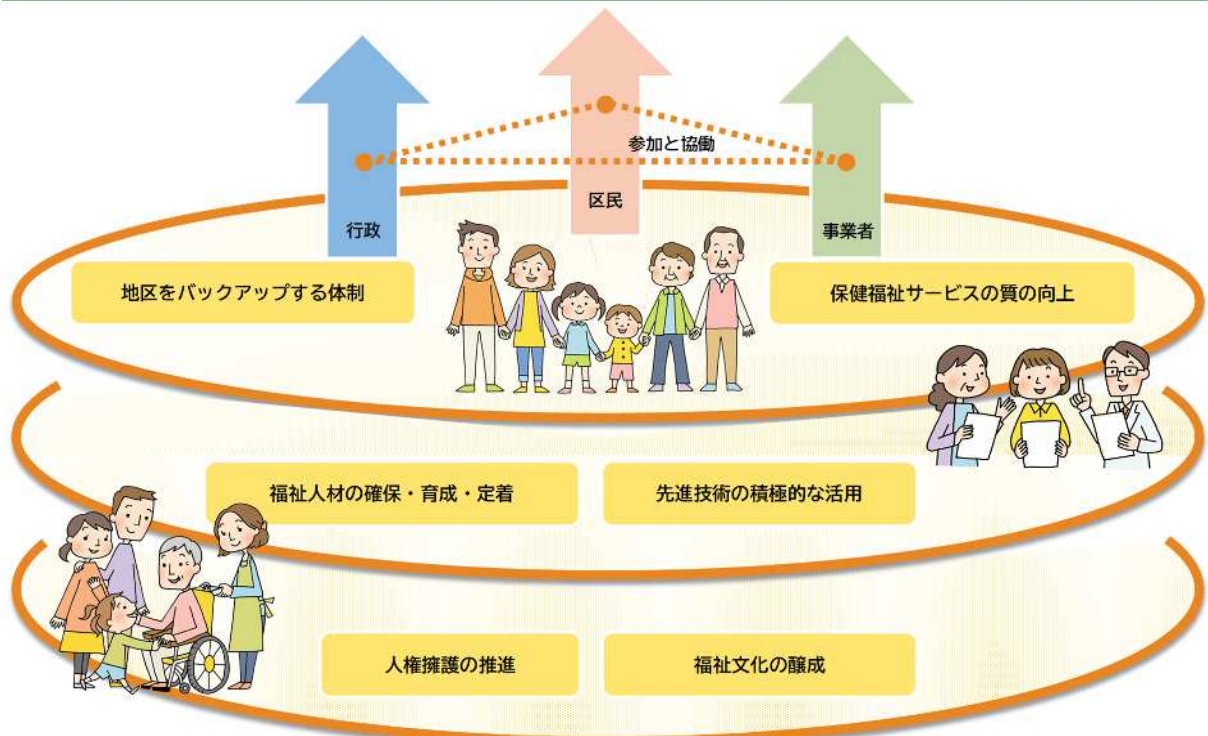 参加と協働
区民
行政
事業者
地区をバックアップする体制
保健福祉サービスの質の向上
福祉人材の確保・育成・定着
先進技術の積極的な活用
人権擁護の推進
福祉文化の醸成